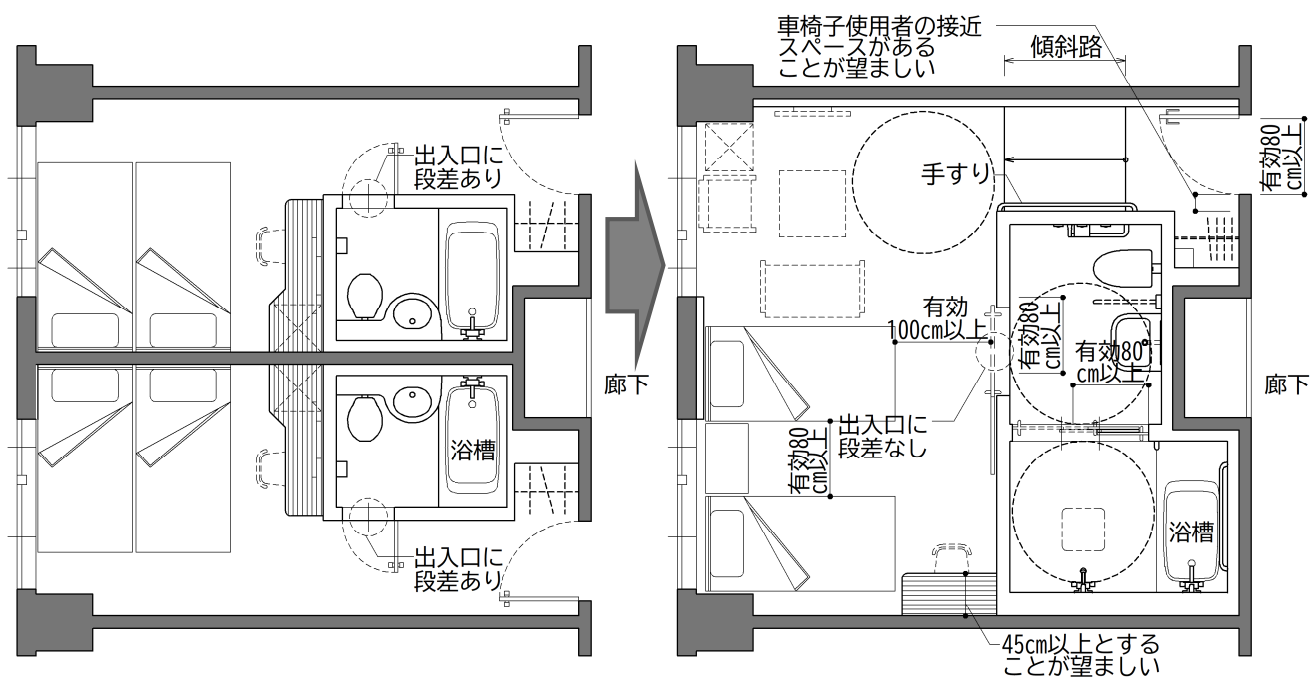 出入口に
段差あり
廊下
浴槽
出入口に
段差あり
車椅子使用者の接近
スペースがある
ことが望ましい
傾斜路
有効80
cm以上
手すり
有効
100cm以上
有効80
cm以上
有効80
cm以上
廊下
出入口に
段差なし
有効80
cm以上
浴槽
45cm以上とする
ことが望ましい